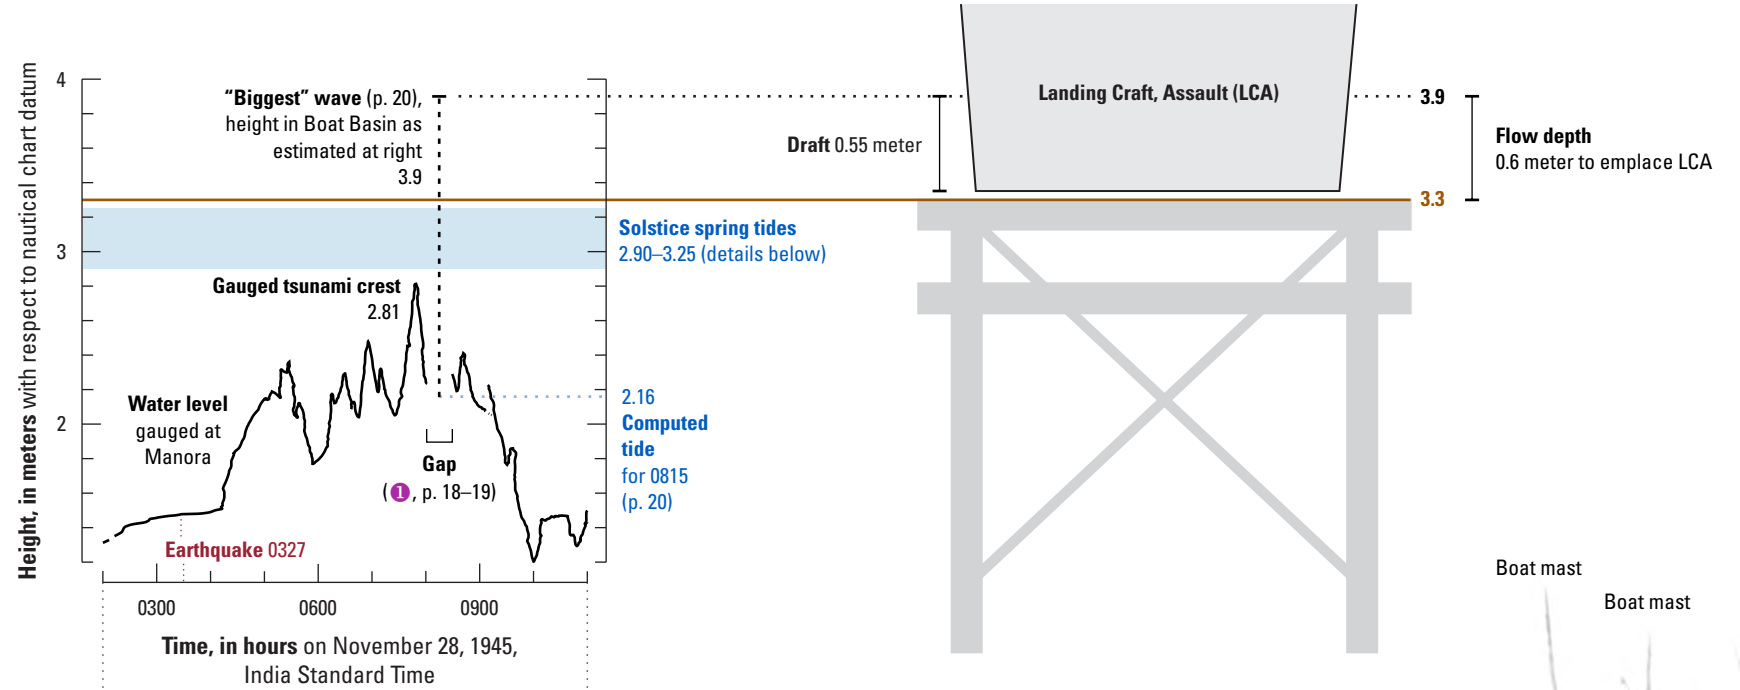 Height, in meters with respect to nautical chart datum
4
3
2
“Biggest” wave (p. 20),
height in Boat Basin as
estimated at right
3.9
Gauged tsunami crest
2.81
Water level
gauged at
Manora
Gap
(1, p. 18–19)
Earthquake 0327
0300 0600 0900
Time, in hours on November 28, 1945,
India Standard Time
Solstice spring tides
2.90–3.25 (details below)
2.16
Computed
tide
for 0815
(p. 20)
Landing Craft, Assault (LCA)
Draft 0.55 meter
3.9
3.3
Flow depth
0.6 meter to emplace LCA
Boat mast
Boat mast